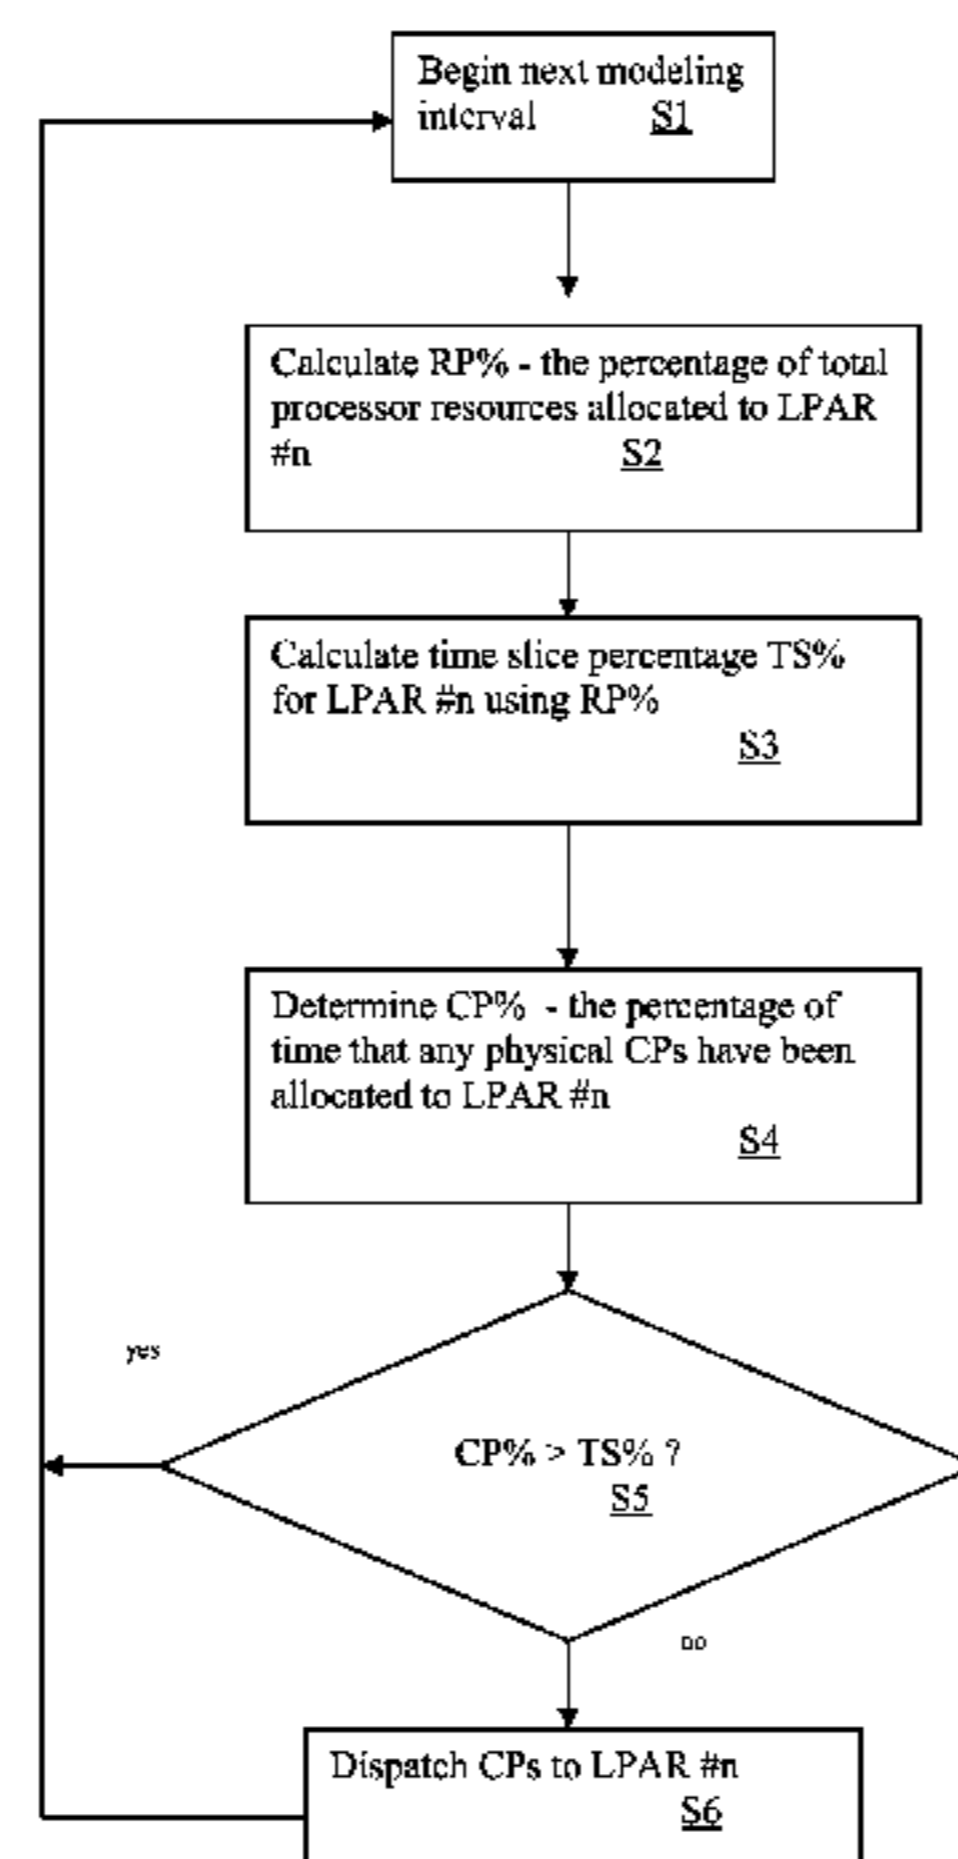 Begin next modeling
interval S1
Calculate RP% - the percentage of total
processor resources allocated to LPAR
#n S2
Calculate time slice percentage TS%
for LPAR #n using RP%
S3
Determine CP% - the percentage of
time that any physical CPs have been
allocated to LPAR #n
S4
yes
CP% > TS% ?
S5
no
Dispatch CPs to LPAR #n
S6